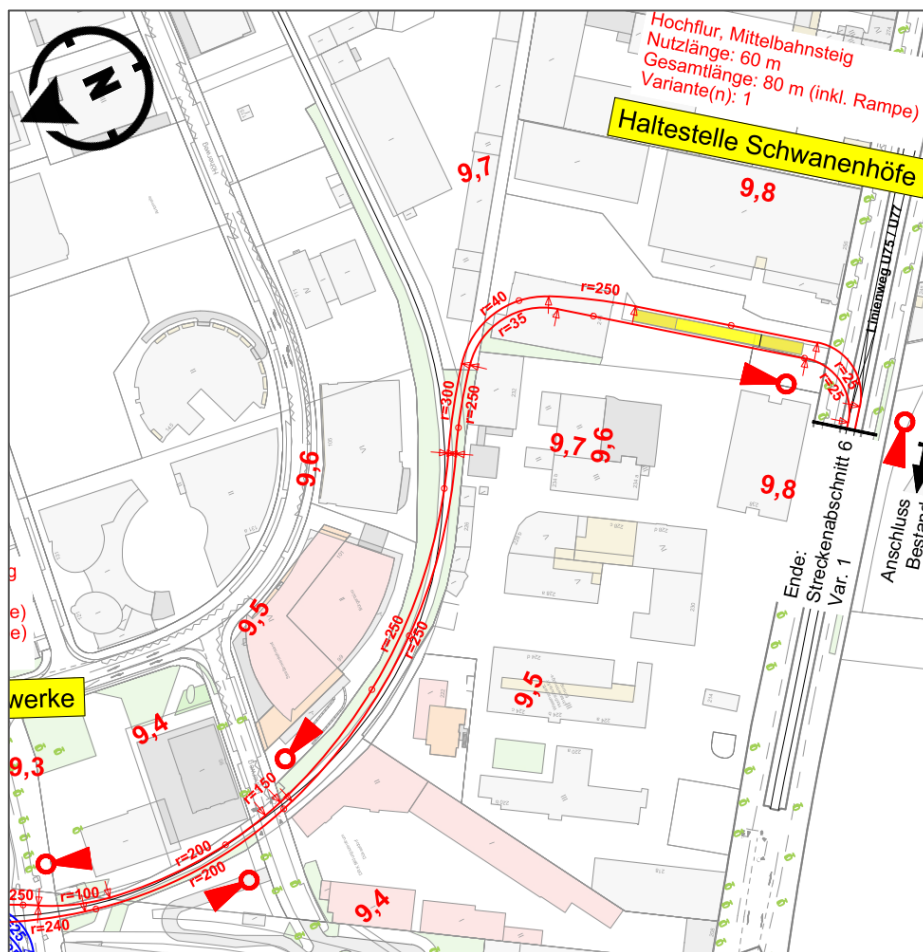 N
Hochflur, Mittelbahnsteig
Nutzlänge: 60 m
Gesamtlänge: 80 m (inkl. Rampe)
Variante(n): 1
Haltestelle Schwanenhöfe
9,7
9,8
Linienweg U75 / U77
r=250
r=40
r=35
r=25
r=25
r=300
r=250
9,7
9,6
9,6
9,8
Ende:
Streckenabschnitt 6
Var. 1
Anschluss
Bestand
g
e)
e)
9,5
r=250
r=250
9,5
werke
9,4
9,3
r=150
r=200
r=200
250
r=100
r=240
9,4
25